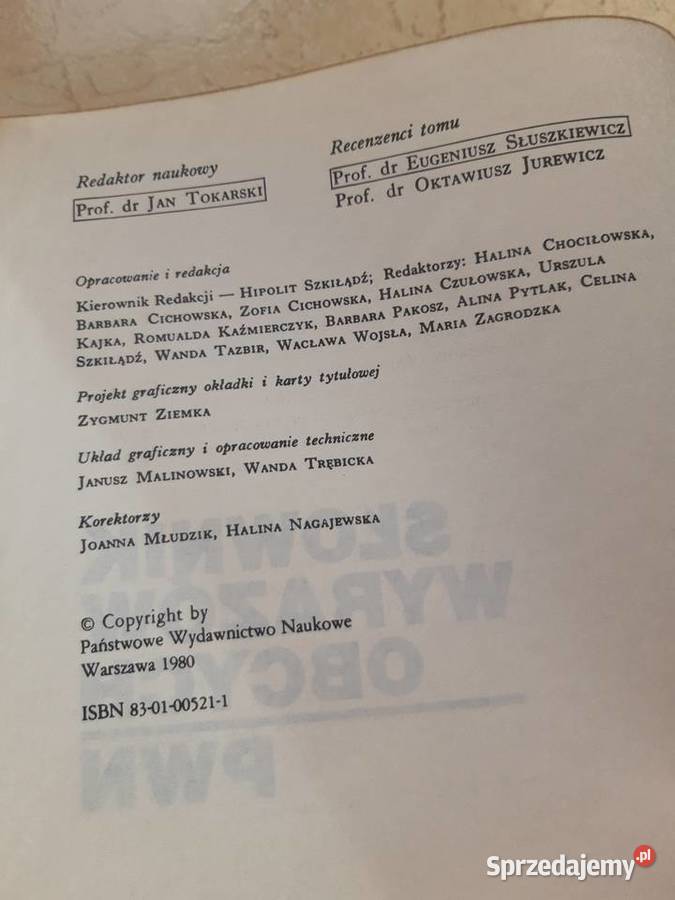 Redaktor naukowy
Prof. dr JAN TOKARSKI
Recenzenci tomu
Prof. dr EUGENIUSZ SŁUSZKIEWICZ
Prof. dr OKTAWIUSZ JUREWICZ
Opracowanie i redakcja
Kierownik Redakcji — HIPOLIT SZKIŁĄDŹ; Redaktorzy: HALINA CHOCIŁOWSKA,
BARBARA CICHOWSKA, ZOFIA CICHOWSKA, HALINA CZUŁOWSKA, URSZULA
KAJKA, ROMUALDA KAŹMIERCZYK, BARBARA PAKOSZ, ALINA PYTLAK, CELINA
SZKIŁĄDŹ, WANDA TAZBIR, WACŁAWA WOJSŁA, MARIA ZAGRODZKA
Projekt graficzny okładki i karty tytułowej
ZYGMUNT ZIEMKA
Układ graficzny i opracowanie techniczne
JANUSZ MALINOWSKI, WANDA TRĘBICKA
Korektorzy
JOANNA MŁUDZIK, HALINA NAGAJEWSKA
© Copyright by
Państwowe Wydawnictwo Naukowe
Warszawa 1980
ISBN 83-01-00521-1
SŁOWNIK
WYRAZÓW
OBCYCH
PWN
Sprzedajemy.pl